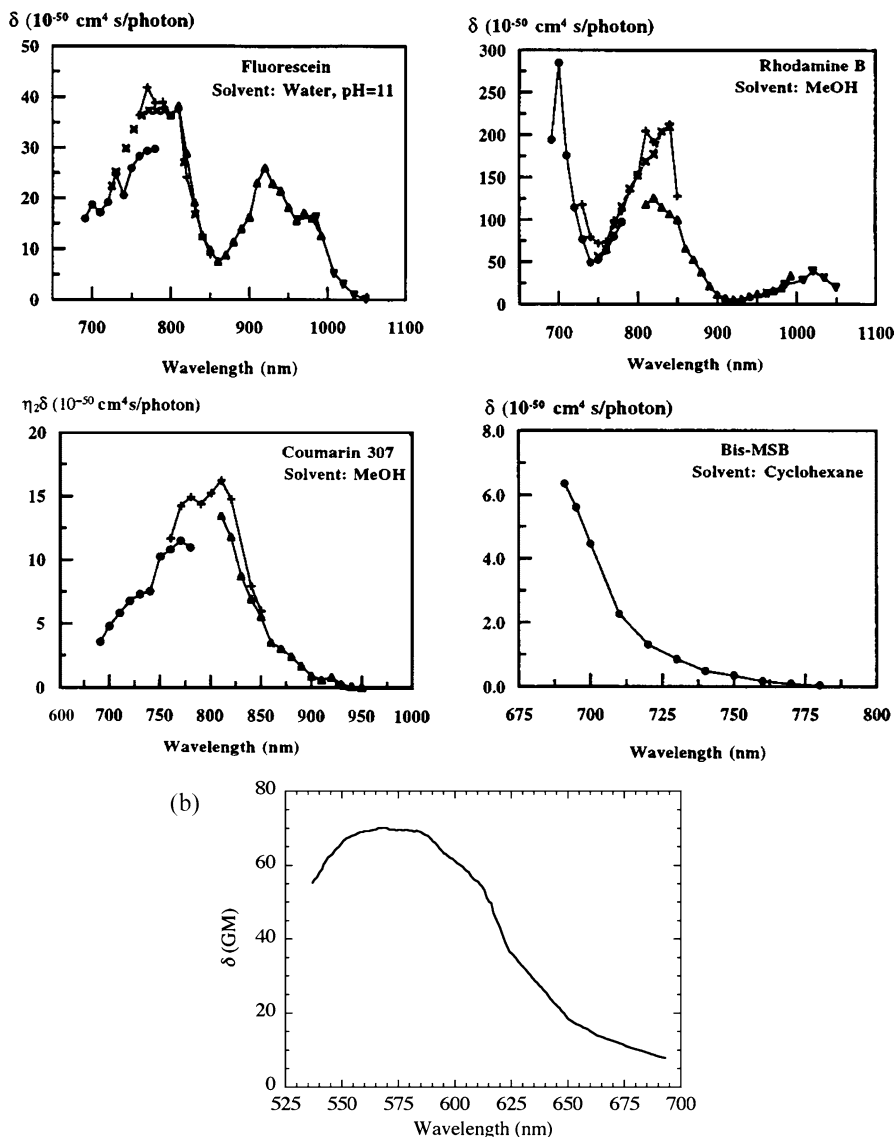 δ (10⁻⁵⁰ cm⁴ s/photon)
50
40
30
20
10
0
Fluorescein
Solvent: Water, pH=11
700 800 900 1000 1100
Wavelength (nm)
δ (10⁻⁵⁰ cm⁴ s/photon)
300
250
200
150
100
50
0
Rhodamine B
Solvent: MeOH
700 800 900 1000 1100
Wavelength (nm)
η₂δ (10⁻⁵⁰ cm⁴s/photon)
20
15
10
5
0
Coumarin 307
Solvent: MeOH
600 700 750 800 850 900 1000
Wavelength (nm)
δ (10⁻⁵⁰ cm⁴ s/photon)
8.0
6.0
4.0
2.0
0.0
Bis-MSB
Solvent: Cyclohexane
675 700 725 750 775 800
Wavelength (nm)
(b)
80
60
40
20
0
δ (GM)
525 550 575 600 625 650 675 700
Wavelength (nm)